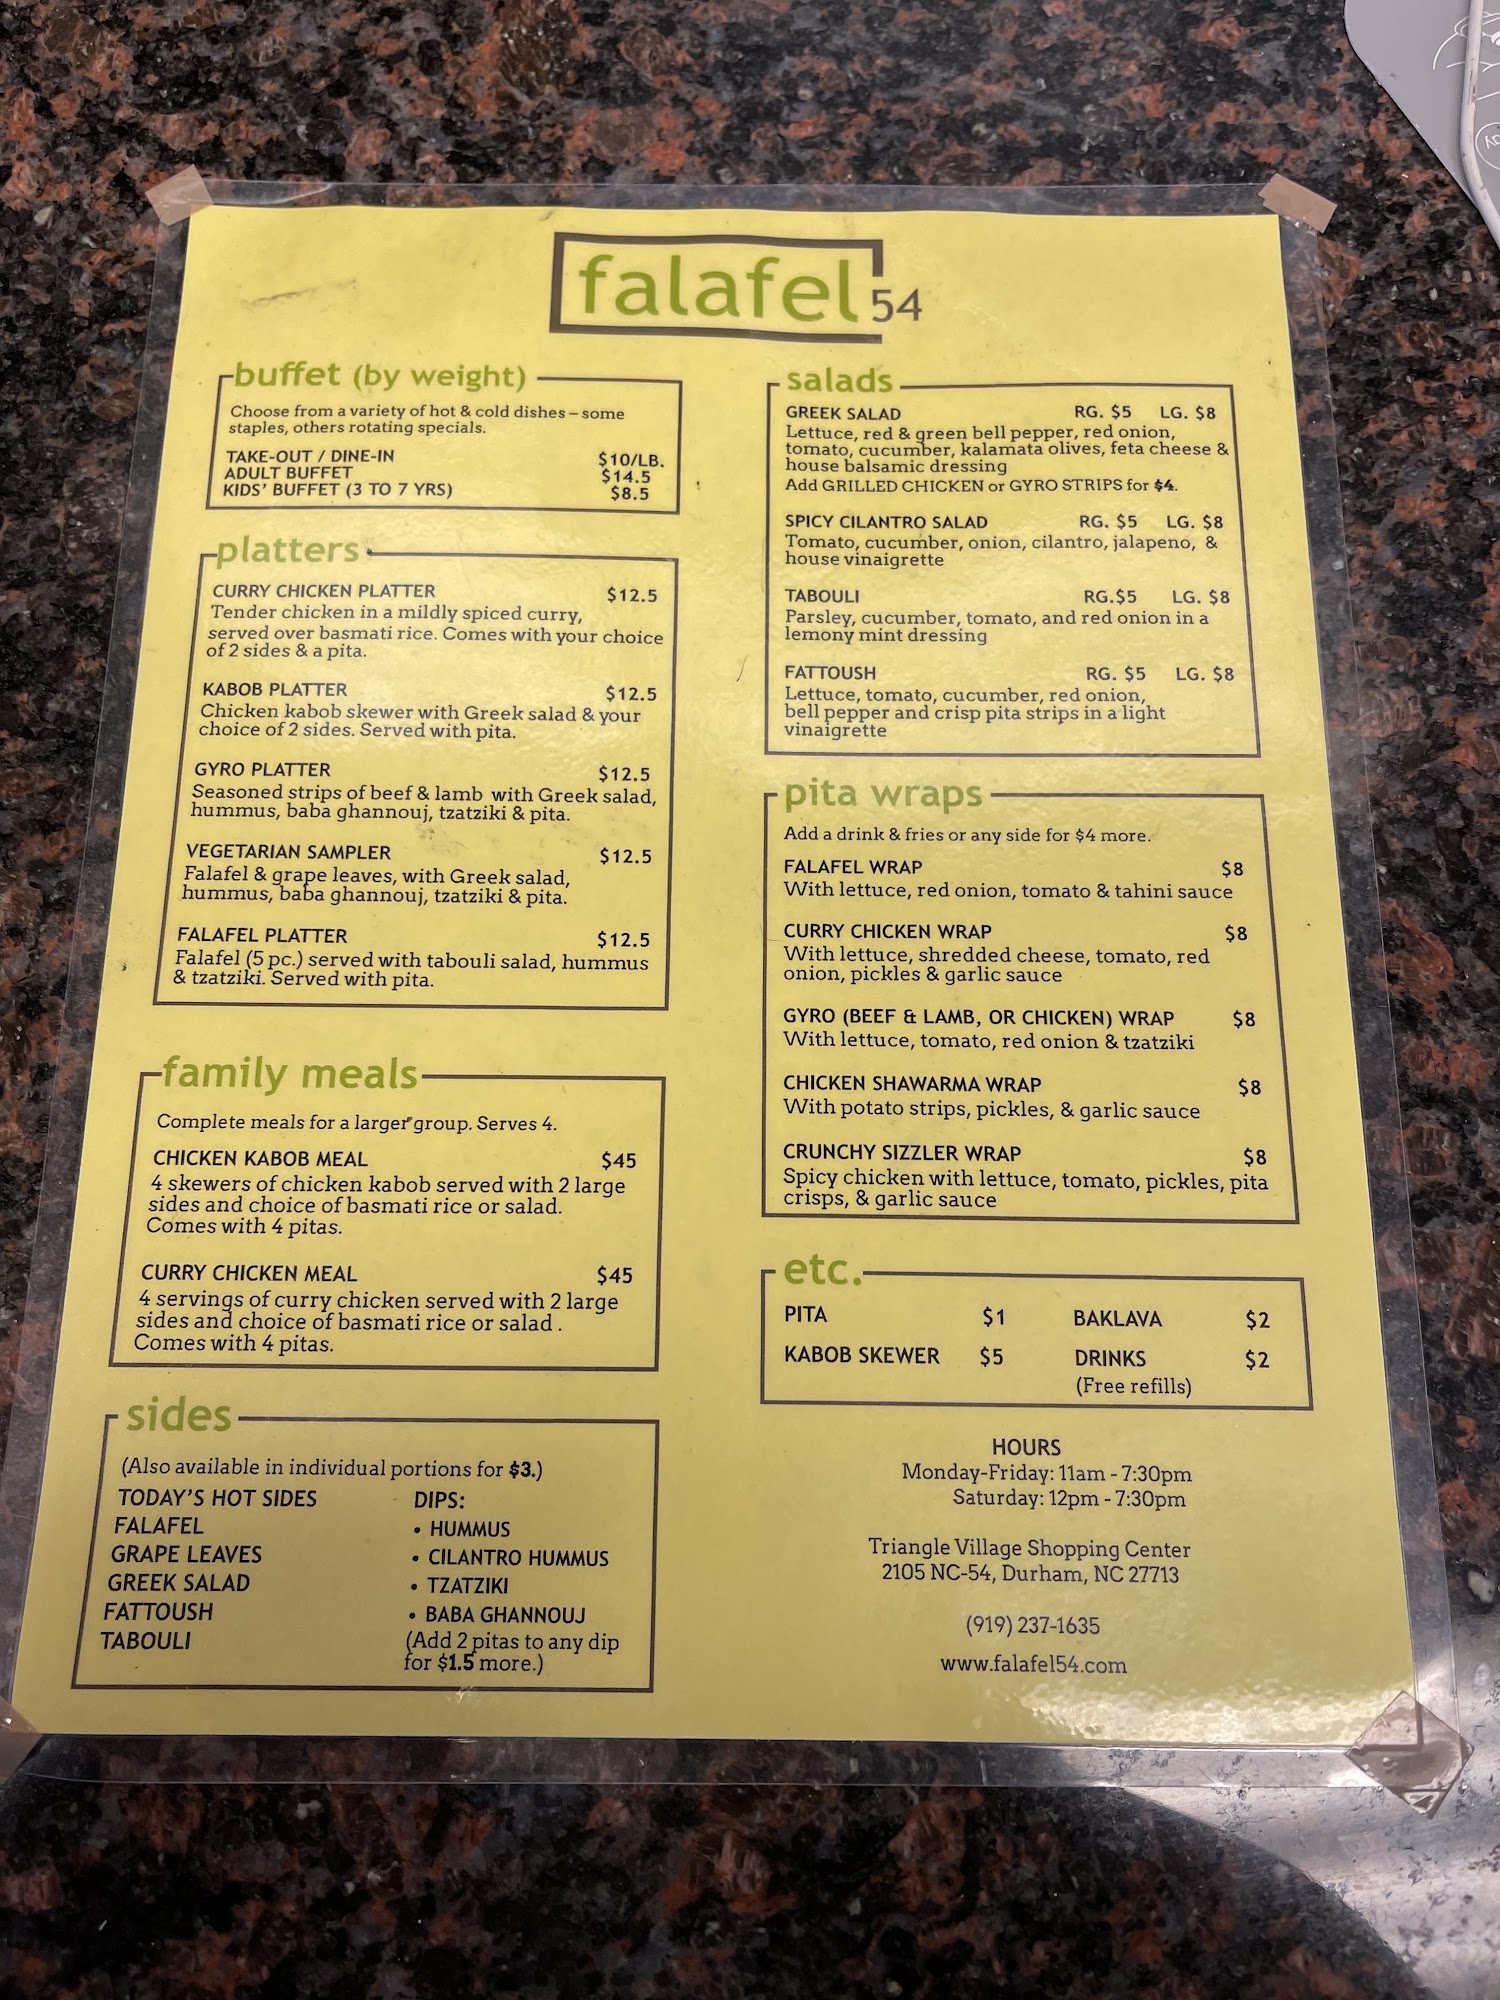 falafel 54
buffet (by weight)
Choose from a variety of hot & cold dishes – some
staples, others rotating specials.
TAKE-OUT / DINE-IN $10/LB.
ADULT BUFFET $14.5
KIDS' BUFFET (3 TO 7 YRS) $8.5
platters
CURRY CHICKEN PLATTER $12.5
Tender chicken in a mildly spiced curry,
served over basmati rice. Comes with your choice
of 2 sides & a pita.
KABOB PLATTER $12.5
Chicken kabob skewer with Greek salad & your
choice of 2 sides. Served with pita.
GYRO PLATTER $12.5
Seasoned strips of beef & lamb with Greek salad,
hummus, baba ghannouj, tzatziki & pita.
VEGETARIAN SAMPLER $12.5
Falafel & grape leaves, with Greek salad,
hummus, baba ghannouj, tzatziki & pita.
FALAFEL PLATTER $12.5
Falafel (5 pc.) served with tabouli salad, hummus
& tzatziki. Served with pita.
family meals
Complete meals for a larger group. Serves 4.
CHICKEN KABOB MEAL $45
4 skewers of chicken kabob served with 2 large
sides and choice of basmati rice or salad.
Comes with 4 pitas.
CURRY CHICKEN MEAL $45
4 servings of curry chicken served with 2 large
sides and choice of basmati rice or salad .
Comes with 4 pitas.
sides
(Also available in individual portions for $3.)
TODAY'S HOT SIDES
FALAFEL
GRAPE LEAVES
GREEK SALAD
FATTOUSH
TABOULI
DIPS:
• HUMMUS
• CILANTRO HUMMUS
• TZATZIKI
• BABA GHANNOUJ
(Add 2 pitas to any dip
for $1.5 more.)
salads
GREEK SALAD RG. $5 LG. $8
Lettuce, red & green bell pepper, red onion,
tomato, cucumber, kalamata olives, feta cheese &
house balsamic dressing
Add GRILLED CHICKEN or GYRO STRIPS for $4.
SPICY CILANTRO SALAD RG. $5 LG. $8
Tomato, cucumber, onion, cilantro, jalapeno, &
house vinaigrette
TABOULI RG.$5 LG. $8
Parsley, cucumber, tomato, and red onion in a
lemony mint dressing
FATTOUSH RG. $5 LG. $8
Lettuce, tomato, cucumber, red onion,
bell pepper and crisp pita strips in a light
vinaigrette
pita wraps
Add a drink & fries or any side for $4 more.
FALAFEL WRAP $8
With lettuce, red onion, tomato & tahini sauce
CURRY CHICKEN WRAP $8
With lettuce, shredded cheese, tomato, red
onion, pickles & garlic sauce
GYRO (BEEF & LAMB, OR CHICKEN) WRAP $8
With lettuce, tomato, red onion & tzatziki
CHICKEN SHAWARMA WRAP $8
With potato strips, pickles, & garlic sauce
CRUNCHY SIZZLER WRAP $8
Spicy chicken with lettuce, tomato, pickles, pita
crisps, & garlic sauce
etc.
PITA $1 BAKLAVA $2
KABOB SKEWER $5 DRINKS $2
(Free refills)
HOURS
Monday-Friday: 11am - 7:30pm
Saturday: 12pm - 7:30pm
Triangle Village Shopping Center
2105 NC-54, Durham, NC 27713
(919) 237-1635
www.falafel54.com